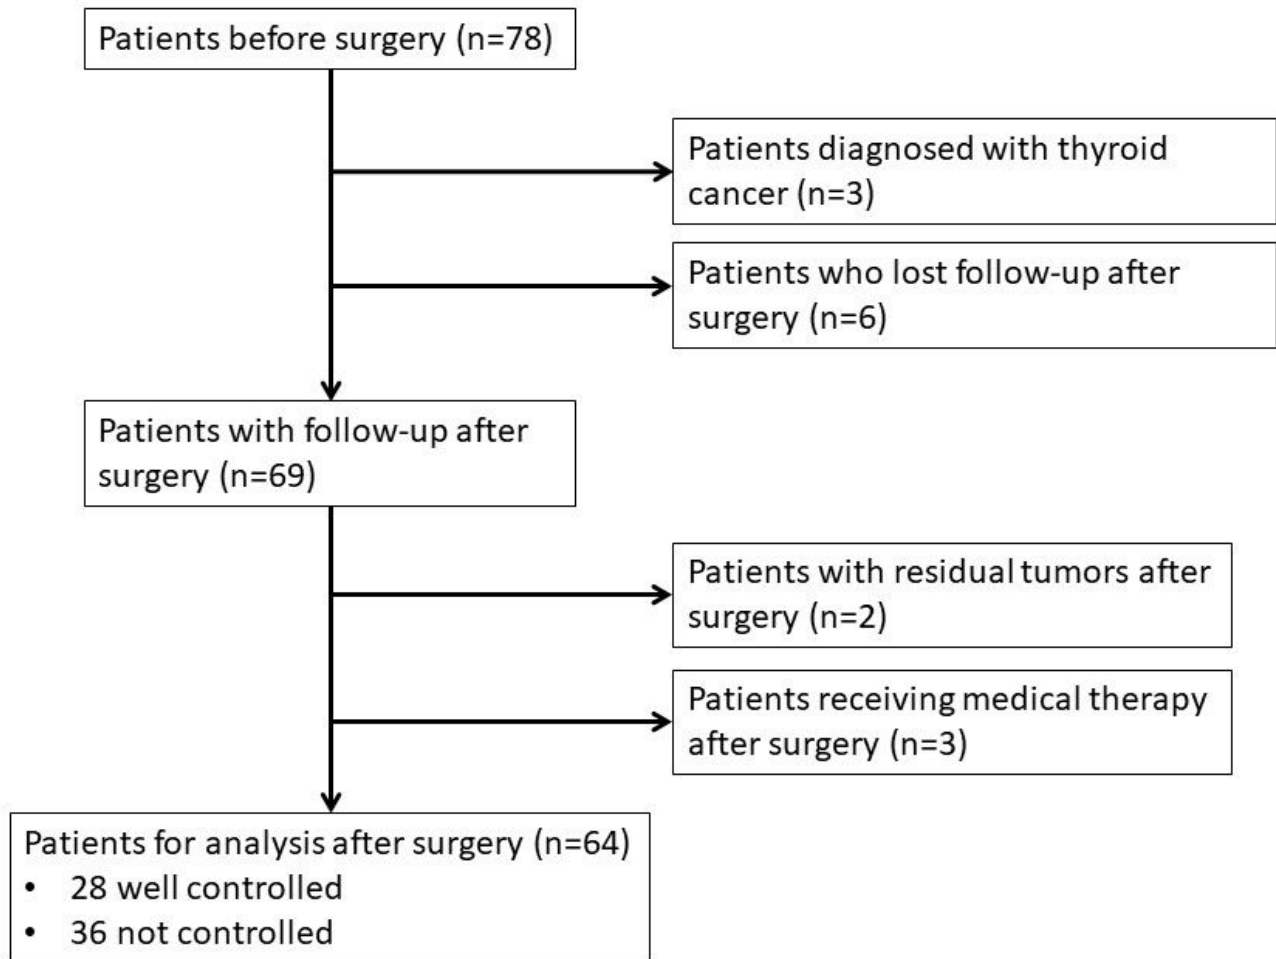 Patients before surgery (n=78)
Patients diagnosed with thyroid
cancer (n=3)
Patients who lost follow-up after
surgery (n=6)
Patients with follow-up after
surgery (n=69)
Patients with residual tumors after
surgery (n=2)
Patients receiving medical therapy
after surgery (n=3)
Patients for analysis after surgery (n=64)
• 28 well controlled
• 36 not controlled